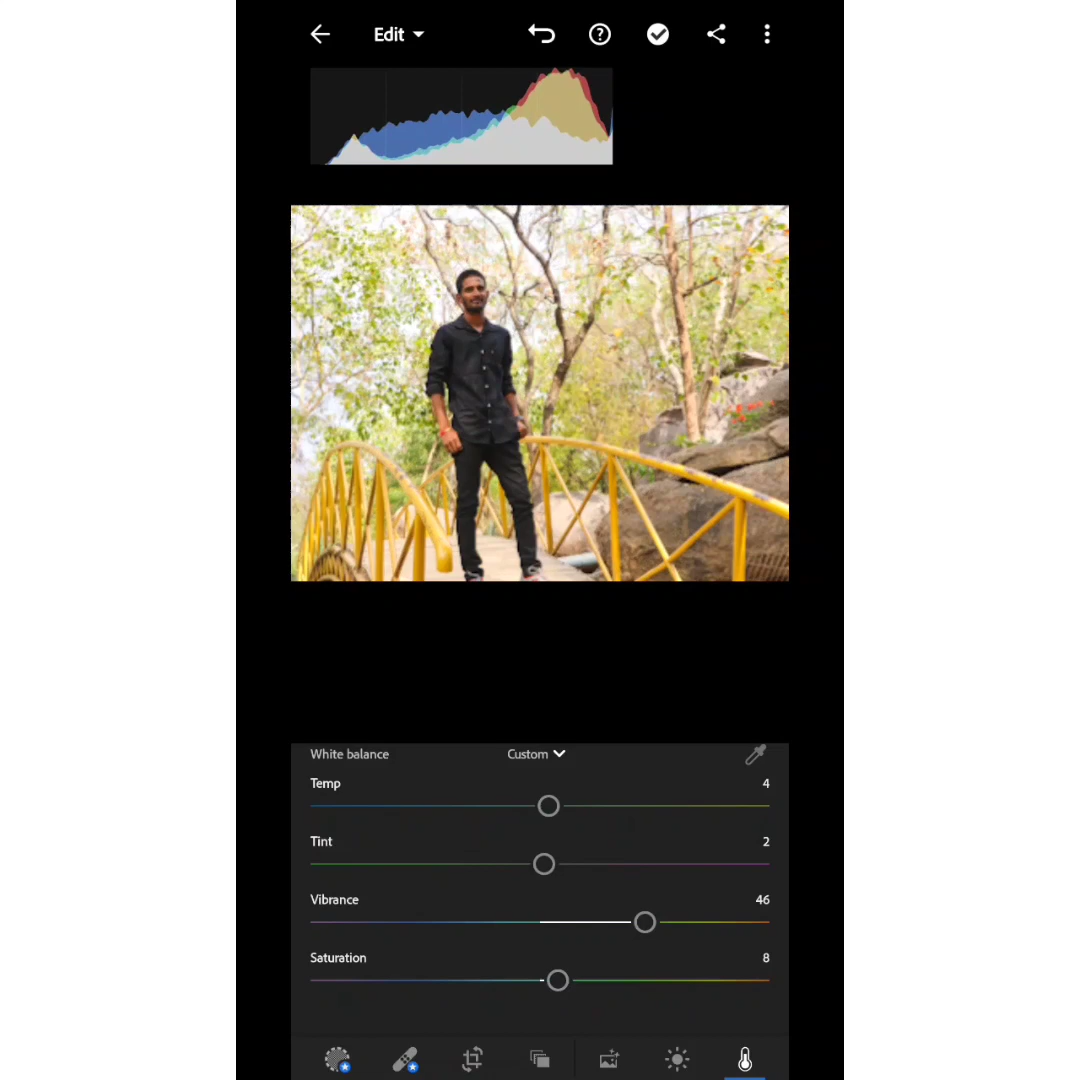 Edit
White balance Custom
Temp 4
Tint 2
Vibrance 46
Saturation 8